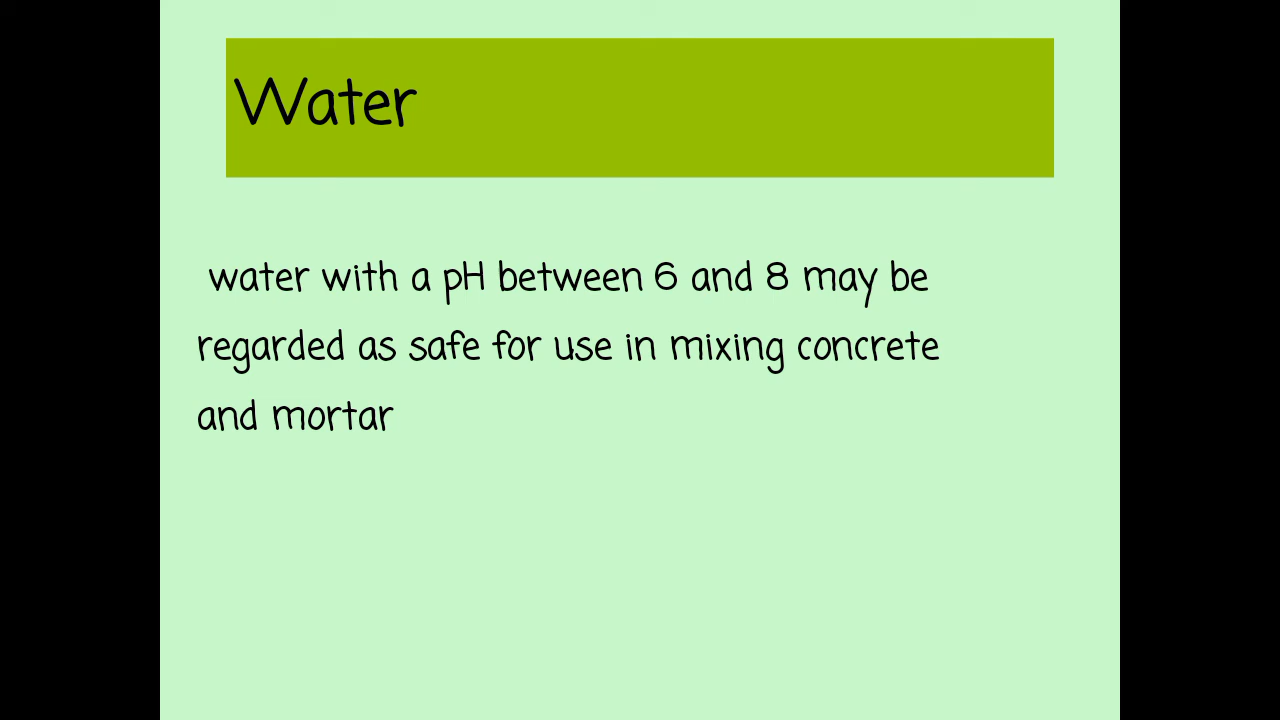 Water
water with a pH between 6 and 8 may be
regarded as safe for use in mixing concrete
and mortar